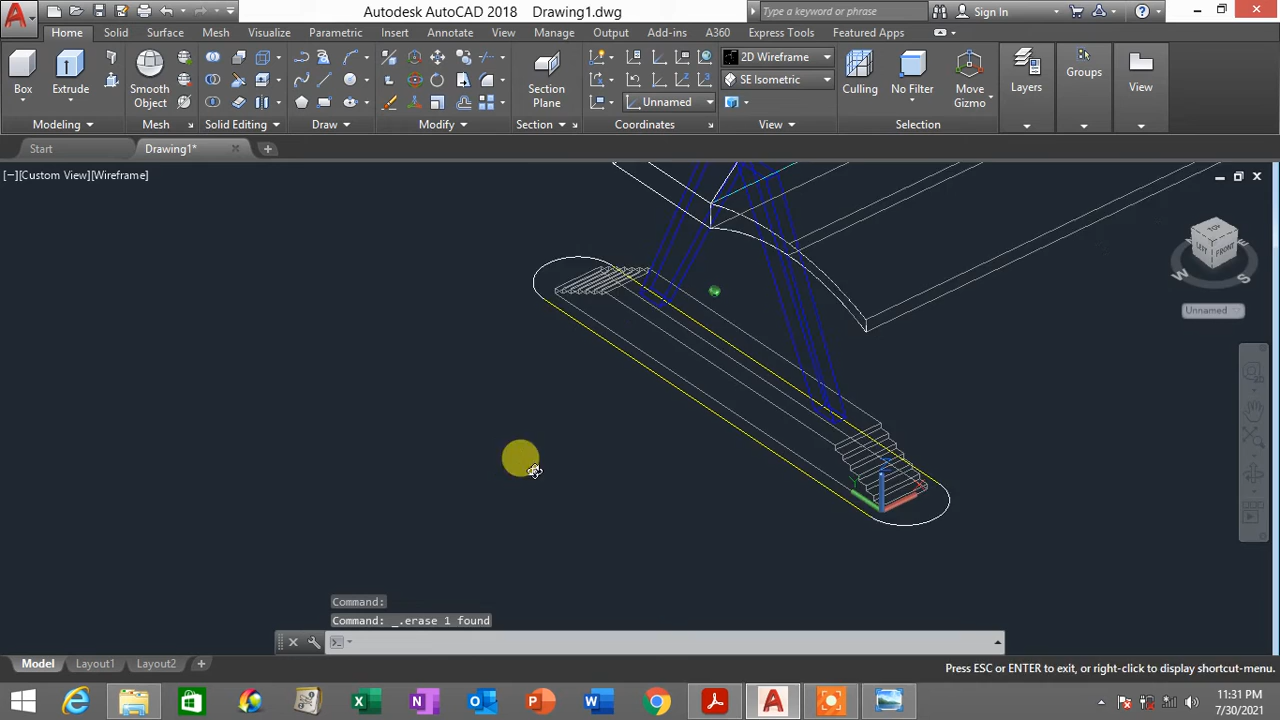 Autodesk AutoCAD 2018 Drawing1.dwg
Type a keyword or phrase
Sign In
Home Solid Surface Mesh Visualize Parametric Insert Annotate View Manage Output Add-ins A360 Express Tools Featured Apps
Box
Extrude
Smooth
Object
Section
Plane
Unnamed
2D Wireframe
SE Isometric
Culling
No Filter
Move
Gizmo
Layers
Groups
View
Modeling
Mesh
Solid Editing
Draw
Modify
Section
Coordinates
View
Selection
Start
Drawing1*
[−][Custom View][Wireframe]
TOP
LEFT
FRONT
W
S
E
Unnamed
Y
Command:
Command: _.erase 1 found
Model
Layout1
Layout2
Press ESC or ENTER to exit, or right-click to display shortcut-menu.
11:31 PM
7/30/2021